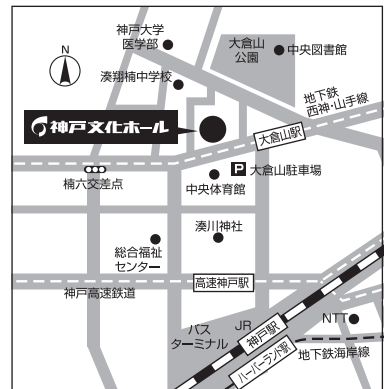 神戸大学
医学部
大倉山
公園
中央図書館
N
湊翔楠中学校
地下鉄
西神・山手線
神戸文化ホール
大倉山駅
P 大倉山駐車場
楠六交差点
中央体育館
湊川神社
総合福祉
センター
高速神戸駅
神戸高速鉄道
バス
ターミナル
JR
神戸駅
NTT
ハーバーランド駅
地下鉄海岸線